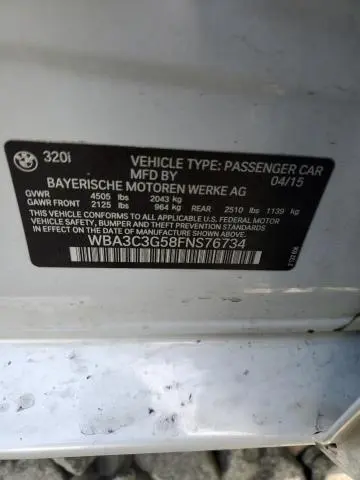 320i VEHICLE TYPE: PASSENGER CAR
MFD BY 04/15
BAYERISCHE MOTOREN WERKE AG
GVWR 4505 lbs 2043 kg
GAWR FRONT 2125 lbs 964 kg REAR 2510 lbs 1139 kg
THIS VEHICLE CONFORMS TO ALL APPLICABLE U.S. FEDERAL MOTOR
VEHICLE SAFETY, BUMPER, AND THEFT PREVENTION STANDARDS
IN EFFECT ON THE DATE OF MANUFACTURE SHOWN ABOVE.
WBA3C3G58FNS76734